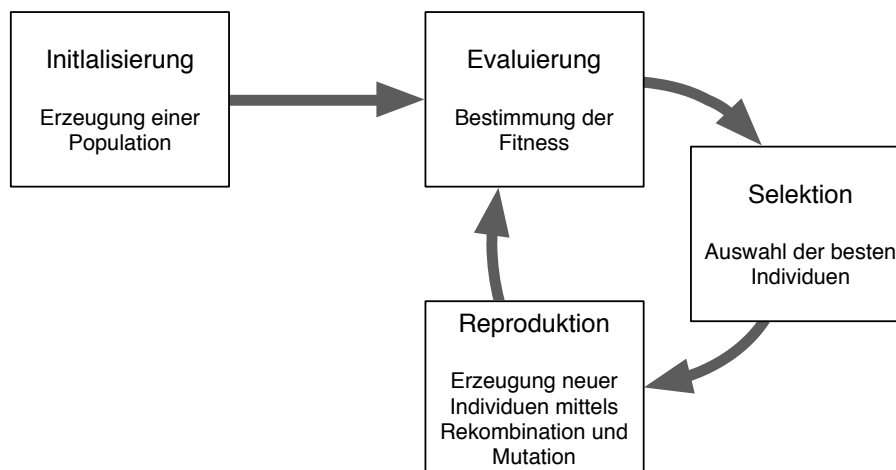 Initlalisierung
Erzeugung einer
Population
Evaluierung
Bestimmung der
Fitness
Selektion
Auswahl der besten
Individuen
Reproduktion
Erzeugung neuer
Individuen mittels
Rekombination und
Mutation